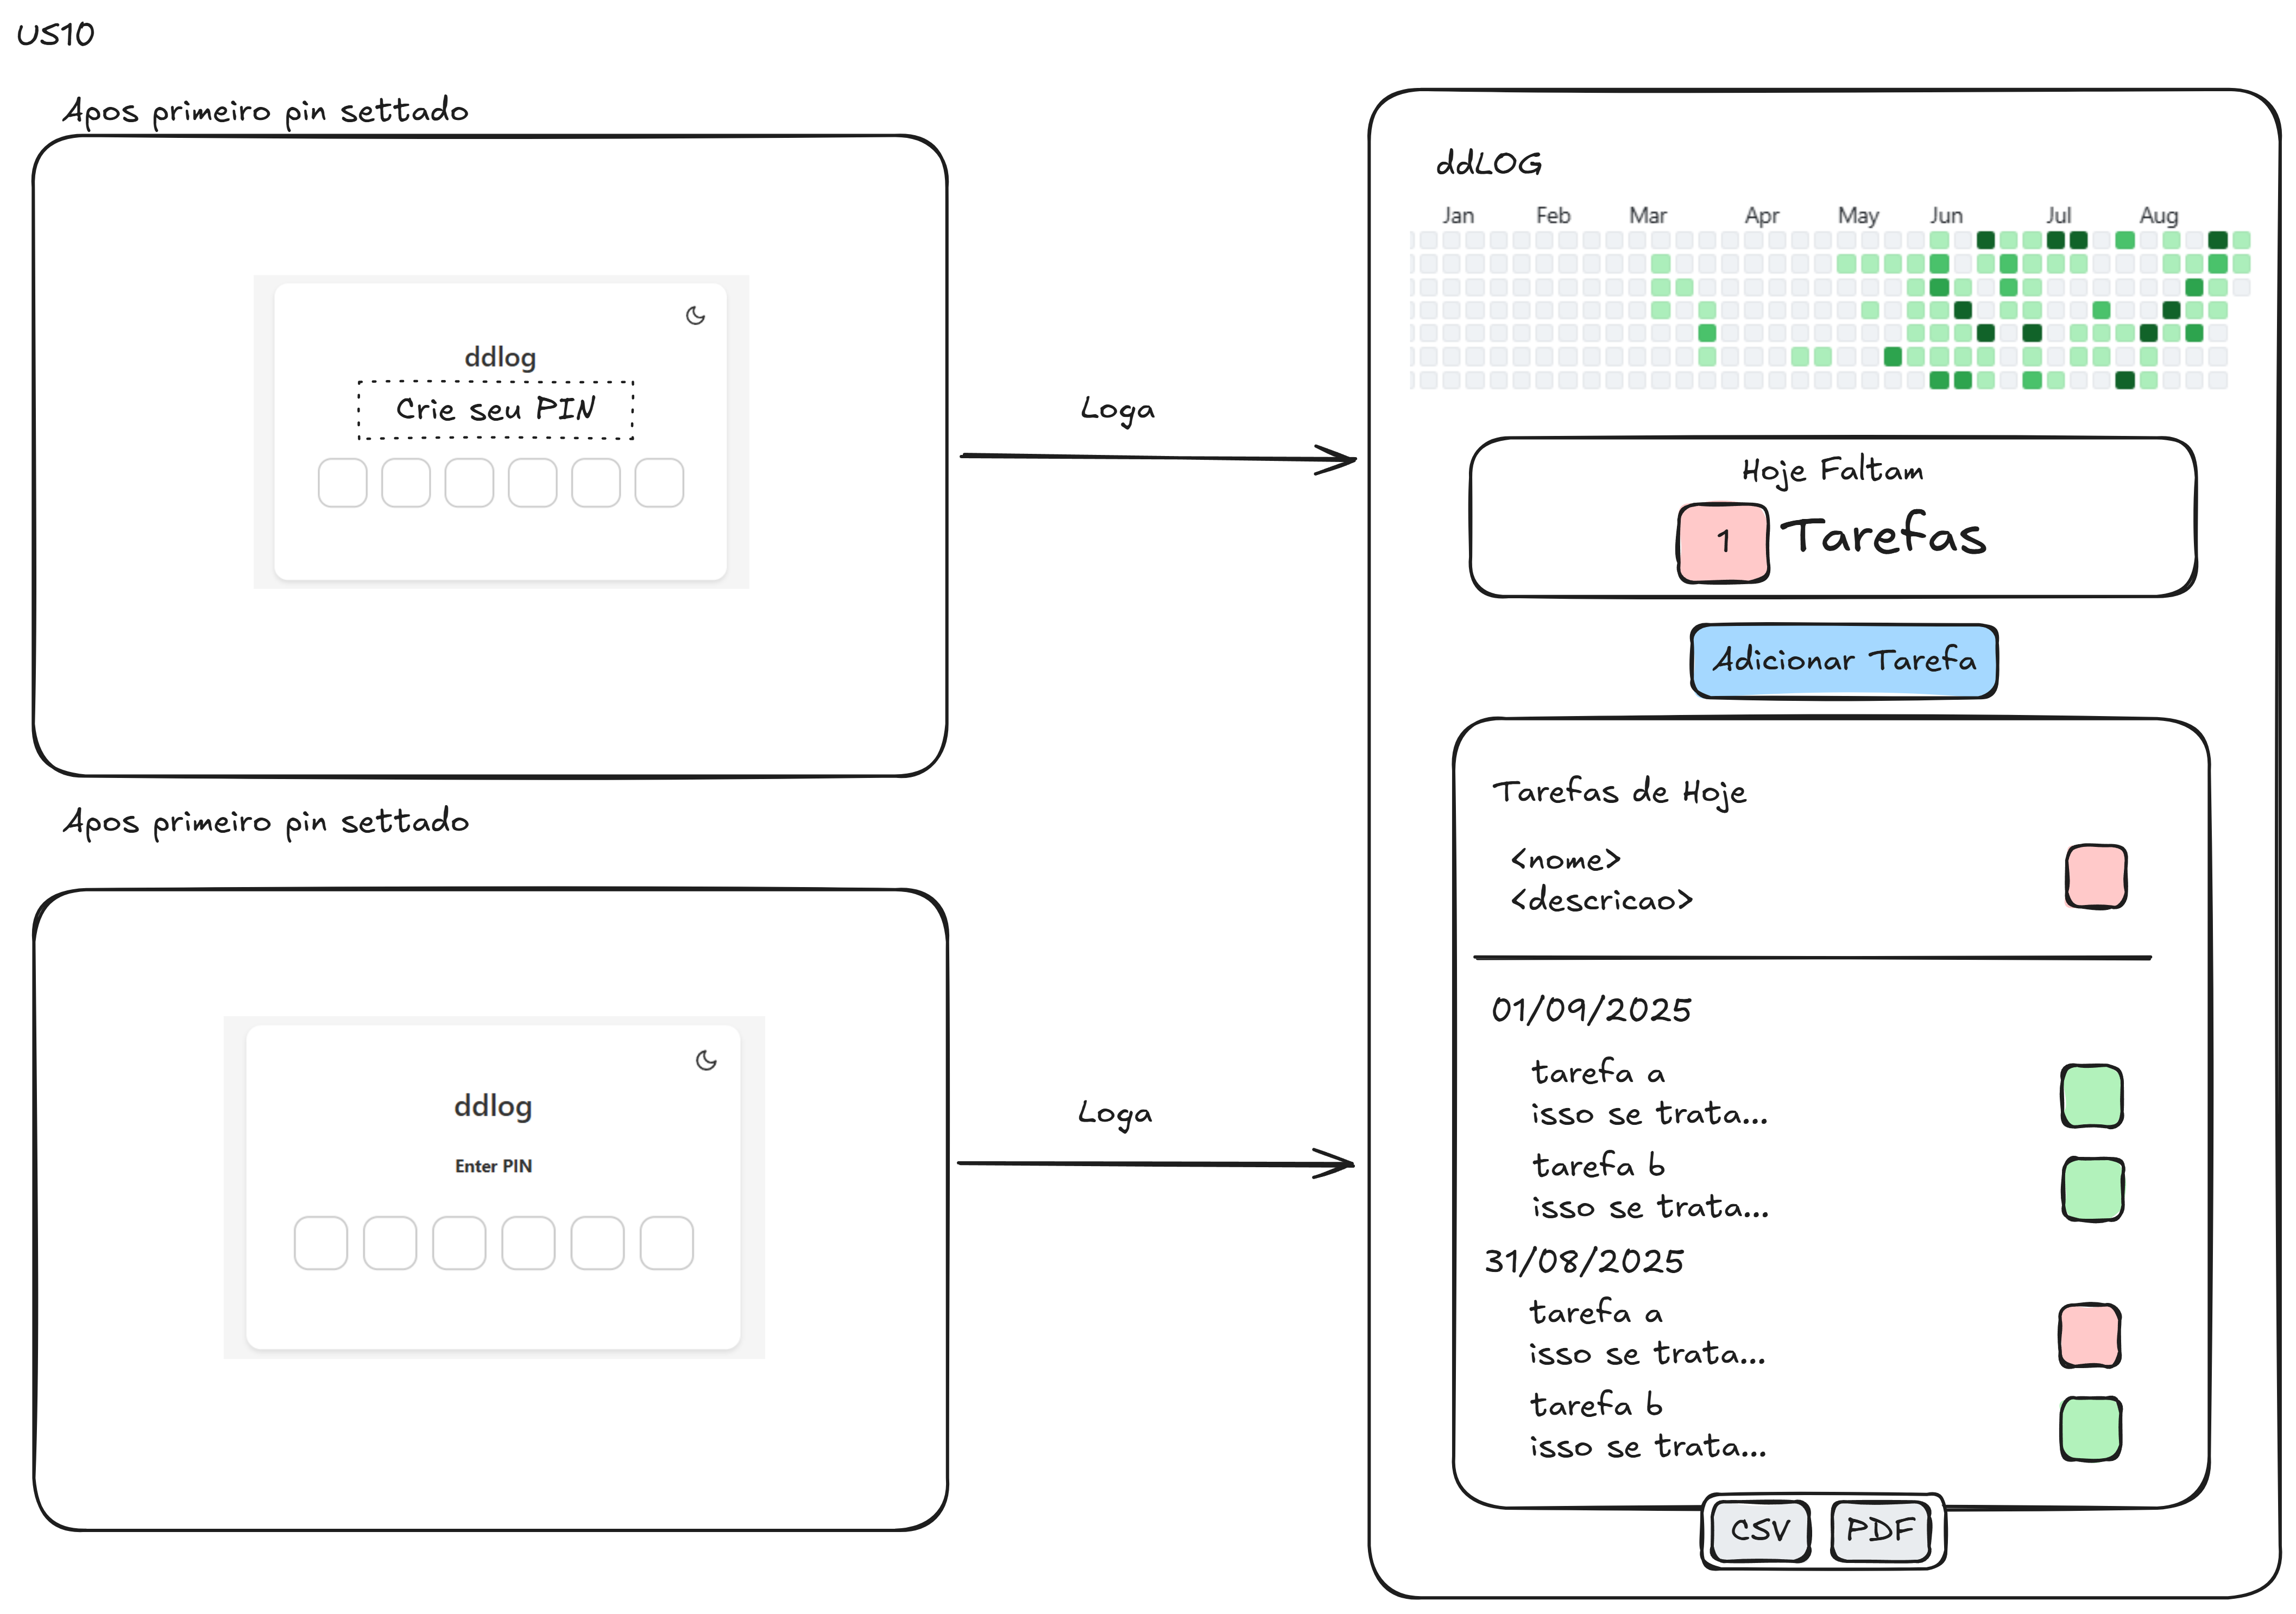 US10
Apos primeiro pin settado
ddlog
Crie seu PIN
Loga
Apos primeiro pin settado
ddlog
Enter PIN
Loga
ddLOG
Jan Feb Mar Apr May Jun Jul Aug
Hoje Faltam
1 Tarefas
Adicionar Tarefa
Tarefas de Hoje
<nome>
<descricao>
01/09/2025
tarefa a
isso se trata...
tarefa b
isso se trata...
31/08/2025
tarefa a
isso se trata...
tarefa b
isso se trata...
CSV PDF